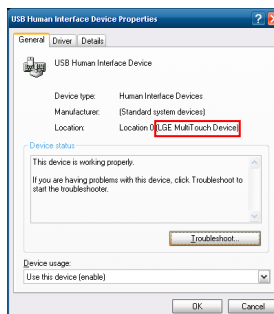 USB Human Interface Device Properties
General Driver Details
USB Human Interface Device
Device type: Human Interface Devices
Manufacturer: (Standard system devices)
Location: Location 0 (LGE MultiTouch Device)
Device status
This device is working properly.
If you are having problems with this device, click Troubleshoot to
start the troubleshooter.
Troubleshoot...
Device usage:
Use this device (enable)
OK Cancel